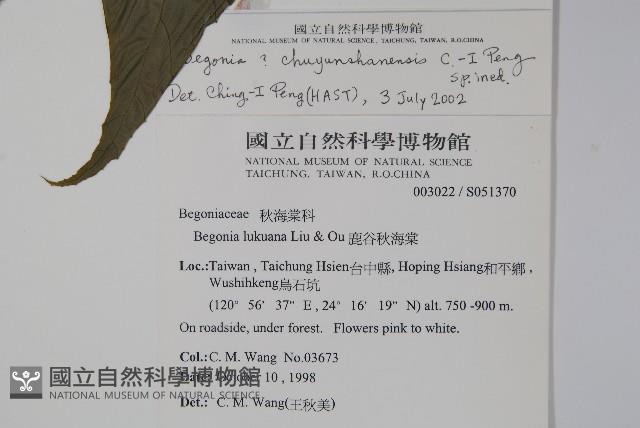 國立自然科學博物館
NATIONAL MUSEUM OF NATURAL SCIENCE, TAICHUNG, TAIWAN, R.O.CHINA
Begonia ? chuyunshanensis C.-I Peng
sp. ined.
Det. Ching-I Peng (HAST), 3 July 2002
國立自然科學博物館
NATIONAL MUSEUM OF NATURAL SCIENCE
TAICHUNG, TAIWAN, R.O.CHINA
003022 / S051370
Begoniaceae 秋海棠科
Begonia lukuana Liu & Ou 鹿谷秋海棠
Loc.:Taiwan , Taichung Hsien台中縣, Hoping Hsiang和平鄉 ,
Wushihkeng烏石坑
(120° 56' 37" E , 24° 16' 19" N) alt. 750 -900 m.
On roadside, under forest. Flowers pink to white.
Col.: C. M. Wang No.03673
Date: October 10 , 1998
Det.: C. M. Wang(王秋美)
國立自然科學博物館
NATIONAL MUSEUM OF NATURAL SCIENCE